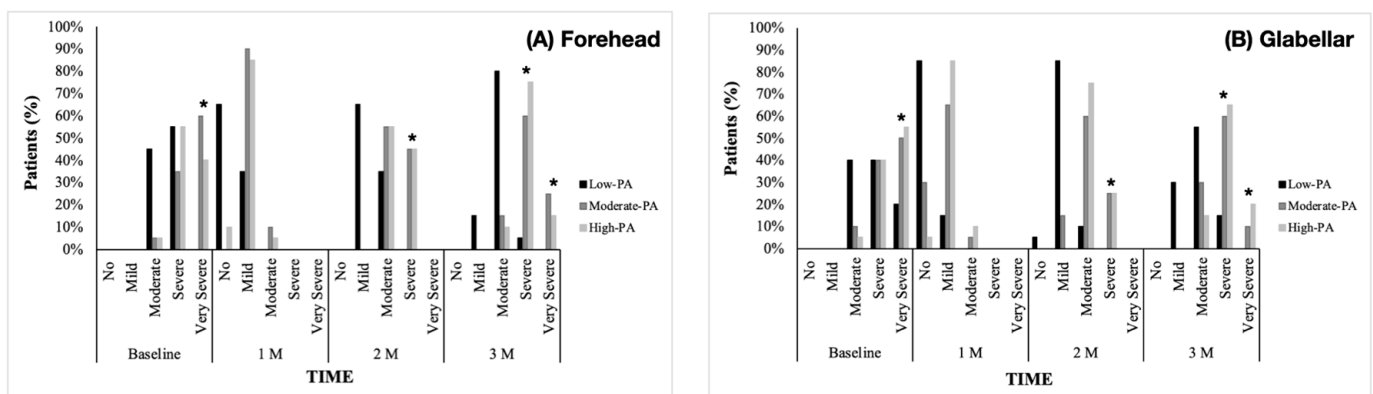 (A) Forehead
100%
90%
80%
70%
60%
50%
40%
30%
20%
10%
0%
Patients (%)
* * * *
Low-PA
Moderate-PA
High-PA
No Mild Moderate Severe Very Severe No Mild Moderate Severe Very Severe No Mild Moderate Severe Very Severe No Mild Moderate Severe Very Severe
Baseline 1 M 2 M 3 M
TIME
(B) Glabellar
100%
90%
80%
70%
60%
50%
40%
30%
20%
10%
0%
Patients (%)
* * * *
Low-PA
Moderate-PA
High-PA
No Mild Moderate Severe Very Severe No Mild Moderate Severe Very Severe No Mild Moderate Severe Very Severe No Mild Moderate Severe Very Severe
Baseline 1 M 2 M 3 M
TIME